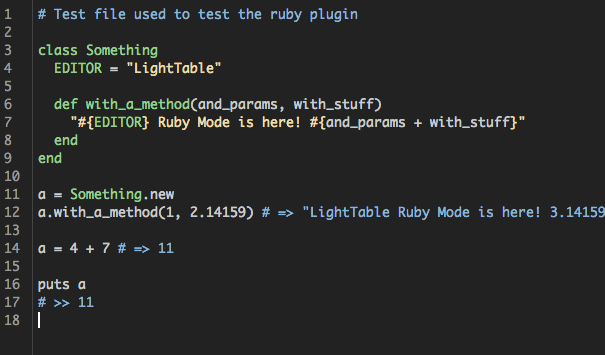 1 # Test file used to test the ruby plugin
2
3 class Something
4   EDITOR = "LightTable"
5
6   def with_a_method(and_params, with_stuff)
7     "#{EDITOR} Ruby Mode is here! #{and_params + with_stuff}"
8   end
9 end
10
11 a = Something.new
12 a.with_a_method(1, 2.14159) # => "LightTable Ruby Mode is here! 3.14159
13
14 a = 4 + 7 # => 11
15
16 puts a
17 # >> 11
18